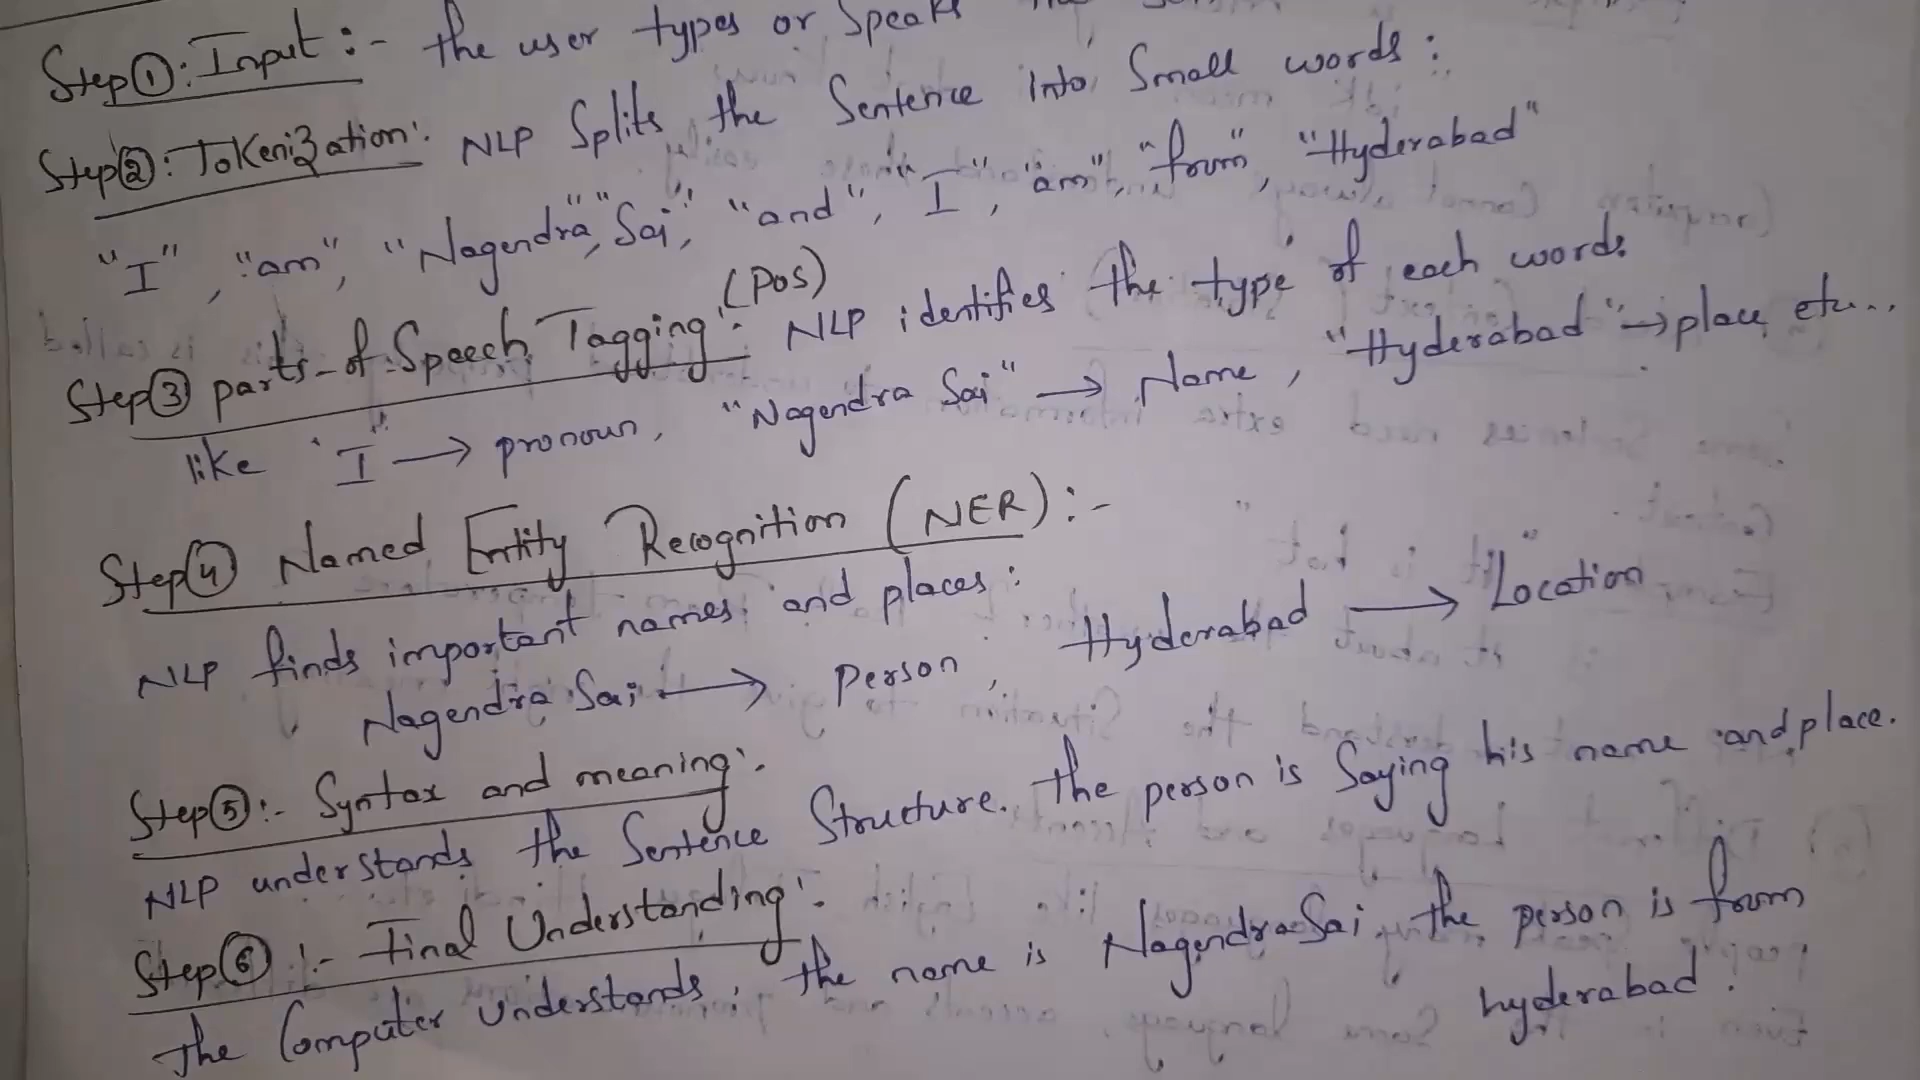 Step①: Input :- the user types or Speaks the
Step②: Tokenization: NLP Splits the Sentence into Small words :
"I", "am", "Nagendra", "Sai", "and", "I", "am", "from", "Hyderabad"
Step③ parts-of-Speech Tagging: (POS) NLP identifies the type of each words
like "I" → pronoun, "Nagendra Sai" → Name, "Hyderabad" → place etc...
Step④ Named Entity Recognition (NER) :-
NLP finds important names and places :
Nagendra Sai → Person, Hyderabad → Location
Step⑤ :- Syntax and meaning :
NLP understands the Sentence Structure. the person is Saying his name and place.
Step⑥ :- Final Understanding :
the Computer understands, the name is Nagendra Sai, the person is from
hyderabad.